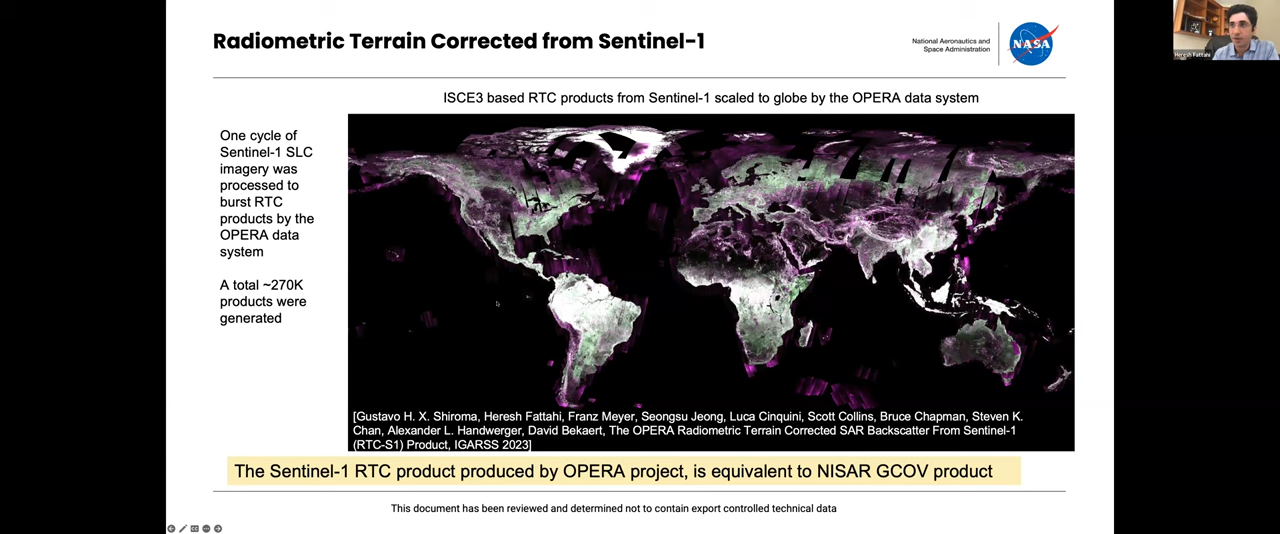 Radiometric Terrain Corrected from Sentinel-1
National Aeronautics and
Space Administration
NASA
Heresh Fattahi
ISCE3 based RTC products from Sentinel-1 scaled to globe by the OPERA data system
One cycle of
Sentinel-1 SLC
imagery was
processed to
burst RTC
products by the
OPERA data
system
A total ~270K
products were
generated
[Gustavo H. X. Shiroma, Heresh Fattahi, Franz Meyer, Seongsu Jeong, Luca Cinquini, Scott Collins, Bruce Chapman, Steven K.
Chan, Alexander L. Handwerger, David Bekaert, The OPERA Radiometric Terrain Corrected SAR Backscatter From Sentinel-1
(RTC-S1) Product, IGARSS 2023]
The Sentinel-1 RTC product produced by OPERA project, is equivalent to NISAR GCOV product
This document has been reviewed and determined not to contain export controlled technical data